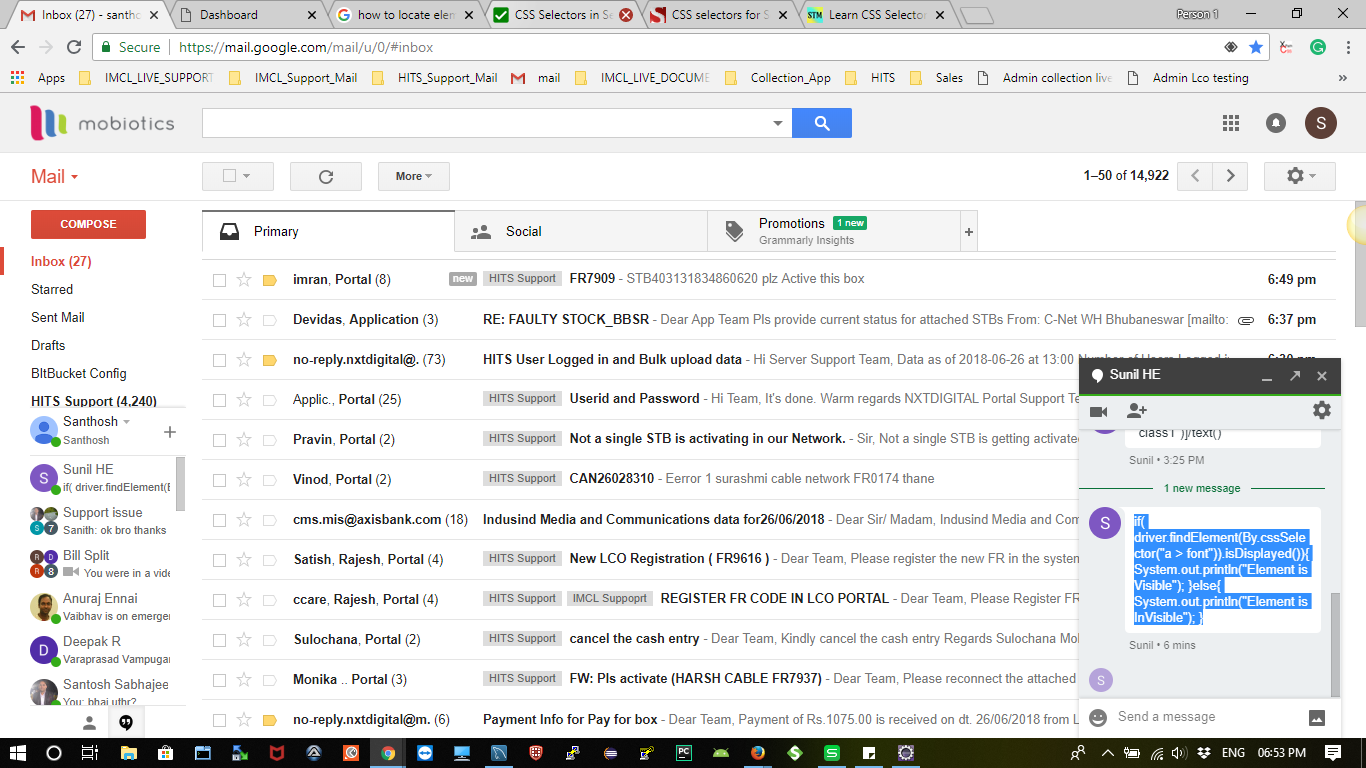 Inbox (27) - santho
Dashboard
how to locate elem
CSS Selectors in Se
CSS selectors for S
STM Learn CSS Selector
Person 1
Secure https://mail.google.com/mail/u/0/#inbox
Apps IMCL_LIVE_SUPPORT IMCL_Support_Mail HITS_Support_Mail mail IMCL_LIVE_DOCUME Collection_App HITS Sales Admin collection live Admin Lco testing »
mobiotics
S
Mail
More
1–50 of 14,922
COMPOSE
Inbox (27)
Starred
Sent Mail
Drafts
BItBucket Config
HITS Support (4,240)
Santhosh
Santhosh
S Sunil HE
if( driver.findElement(B
Support issue
S 7 Sanith: ok bro thanks
R D Bill Split
R 8 You were in a vide
Anuraj Ennai
Vaibhav is on emergen
D Deepak R
Varaprasad Vampugan
Santosh Sabhajee
You: bhai uthr?
Primary
Social
Promotions 1 new
Grammarly Insights
+
imran, Portal (8) new HITS Support FR7909 - STB403131834860620 plz Active this box 6:49 pm
Devidas, Application (3) RE: FAULTY STOCK_BBSR - Dear App Team Pls provide current status for attached STBs From: C-Net WH Bhubaneswar [mailto: 6:37 pm
no-reply.nxtdigital@. (73) HITS User Logged in and Bulk upload data - Hi Server Support Team, Data as of 2018-06-26 at 13:00 Number of Users Logged
Applic., Portal (25) HITS Support Userid and Password - Hi Team, It's done. Warm regards NXTDIGITAL Portal Support Te
Pravin, Portal (2) HITS Support Not a single STB is activating in our Network. - Sir, Not a single STB is getting activate
Vinod, Portal (2) HITS Support CAN26028310 - Eerror 1 surashmi cable network FR0174 thane
cms.mis@axisbank.com (18) Indusind Media and Communications data for26/06/2018 - Dear Sir/ Madam, Indusind Media and Com
Satish, Rajesh, Portal (4) HITS Support New LCO Registration ( FR9616 ) - Dear Team, Please register the new FR in the system
ccare, Rajesh, Portal (4) HITS Support IMCL Suppoprt REGISTER FR CODE IN LCO PORTAL - Dear Team, Please Register FR
Sulochana, Portal (2) HITS Support cancel the cash entry - Dear Team, Kindly cancel the cash entry Regards Sulochana Mo
Monika .. Portal (3) HITS Support FW: Pls activate (HARSH CABLE FR7937) - Dear Team, Please reconnect the attached
no-reply.nxtdigital@m. (6) Payment Info for Pay for box - Dear Team, Payment of Rs.1075.00 is received on dt. 26/06/2018 from L
Sunil HE
class1")]/text()
Sunil • 3:25 PM
1 new message
S
if(
driver.findElement(By.cssSele
ctor("a > font")).isDisplayed()){
System.out.println("Element is
Visible"); }else{
System.out.println("Element is
InVisible"); }
Sunil • 6 mins
S
Send a message
ENG 06:53 PM